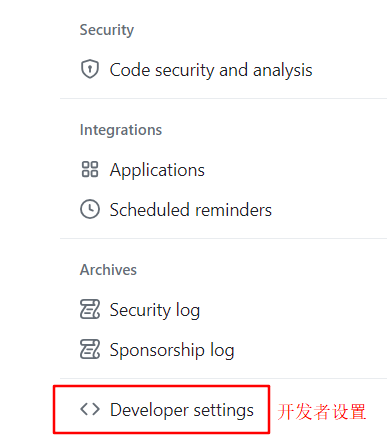 Security
Code security and analysis
Integrations
Applications
Scheduled reminders
Archives
Security log
Sponsorship log
Developer settings 开发者设置